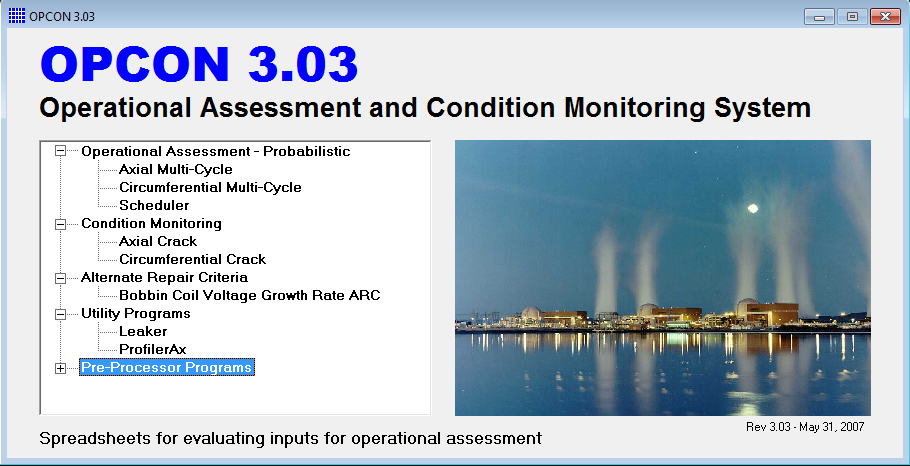 OPCON 3.03
OPCON 3.03
Operational Assessment and Condition Monitoring System
Operational Assessment - Probabilistic
Axial Multi-Cycle
Circumferential Multi-Cycle
Scheduler
Condition Monitoring
Axial Crack
Circumferential Crack
Alternate Repair Criteria
Bobbin Coil Voltage Growth Rate ARC
Utility Programs
Leaker
ProfilerAx
Pre-Processor Programs
Rev 3.03 - May 31, 2007
Spreadsheets for evaluating inputs for operational assessment